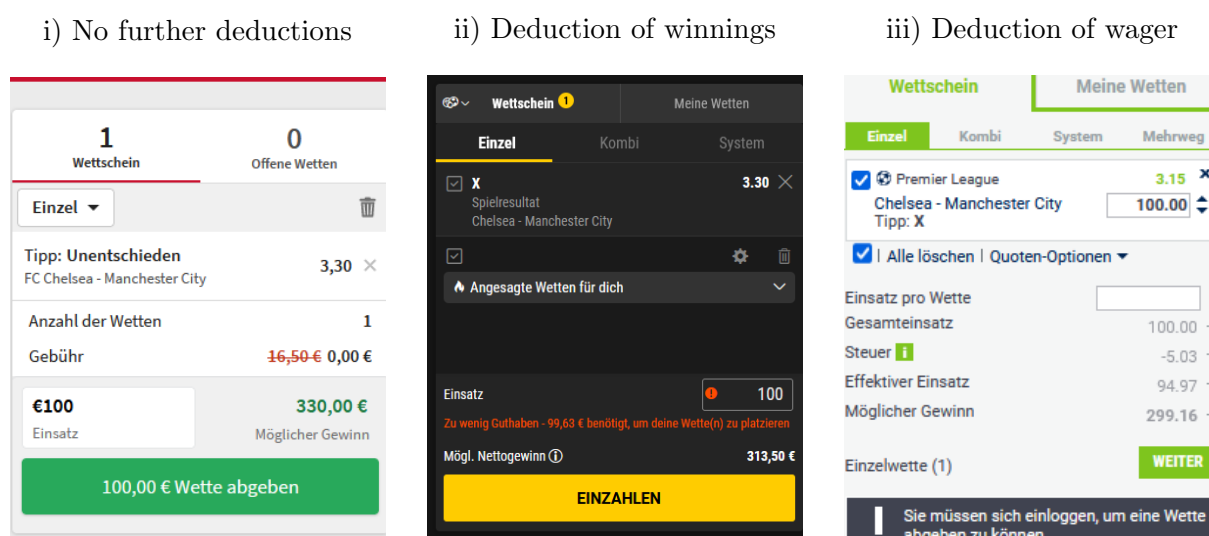 i) No further deductions
1
Wettschein
0
Offene Wetten
Einzel
Tipp: Unentschieden
FC Chelsea - Manchester City
3,30
Anzahl der Wetten 1
Gebühr 16,50 € 0,00 €
€100 330,00 €
Einsatz Möglicher Gewinn
100,00 € Wette abgeben
ii) Deduction of winnings
Wettschein 1 Meine Wetten
Einzel Kombi System
X 3.30
Spielresultat
Chelsea - Manchester City
Angesagte Wetten für dich
Einsatz 100
Zu wenig Guthaben - 99,63 € benötigt, um deine Wette(n) zu platzieren
Mögl. Nettogewinn 313,50 €
EINZAHLEN
iii) Deduction of wager
Wettschein Meine Wetten
Einzel Kombi System Mehrweg
Premier League 3.15
Chelsea - Manchester City 100.00
Tipp: X
| Alle löschen | Quoten-Optionen
Einsatz pro Wette
Gesamteinsatz 100.00
Steuer i -5.03
Effektiver Einsatz 94.97
Möglicher Gewinn 299.16
Einzelwette (1) WEITER
Sie müssen sich einloggen, um eine Wette
abgeben zu können